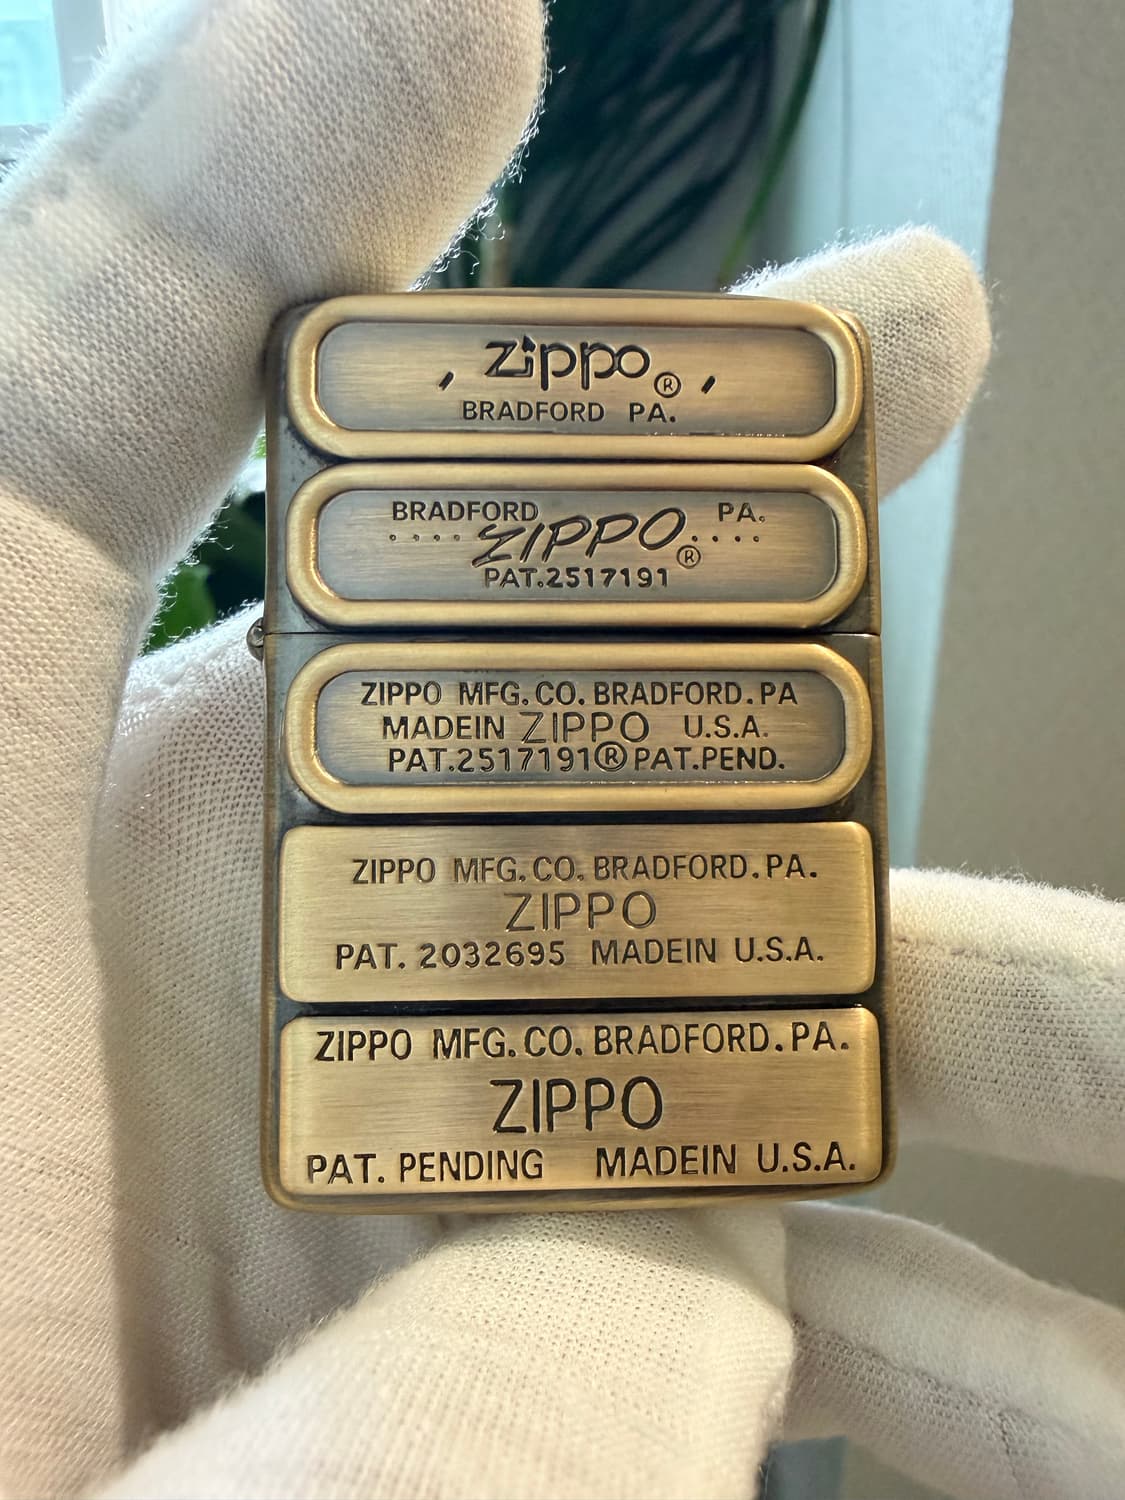 , zippo® ,
BRADFORD PA.
BRADFORD PA.
....ZIPPO®....
PAT.2517191
ZIPPO MFG.CO.BRADFORD.PA
MADEIN ZIPPO U.S.A.
PAT.2517191®PAT.PEND.
ZIPPO MFG.CO.BRADFORD.PA.
ZIPPO
PAT. 2032695 MADEIN U.S.A.
ZIPPO MFG.CO.BRADFORD.PA.
ZIPPO
PAT. PENDING MADEIN U.S.A.